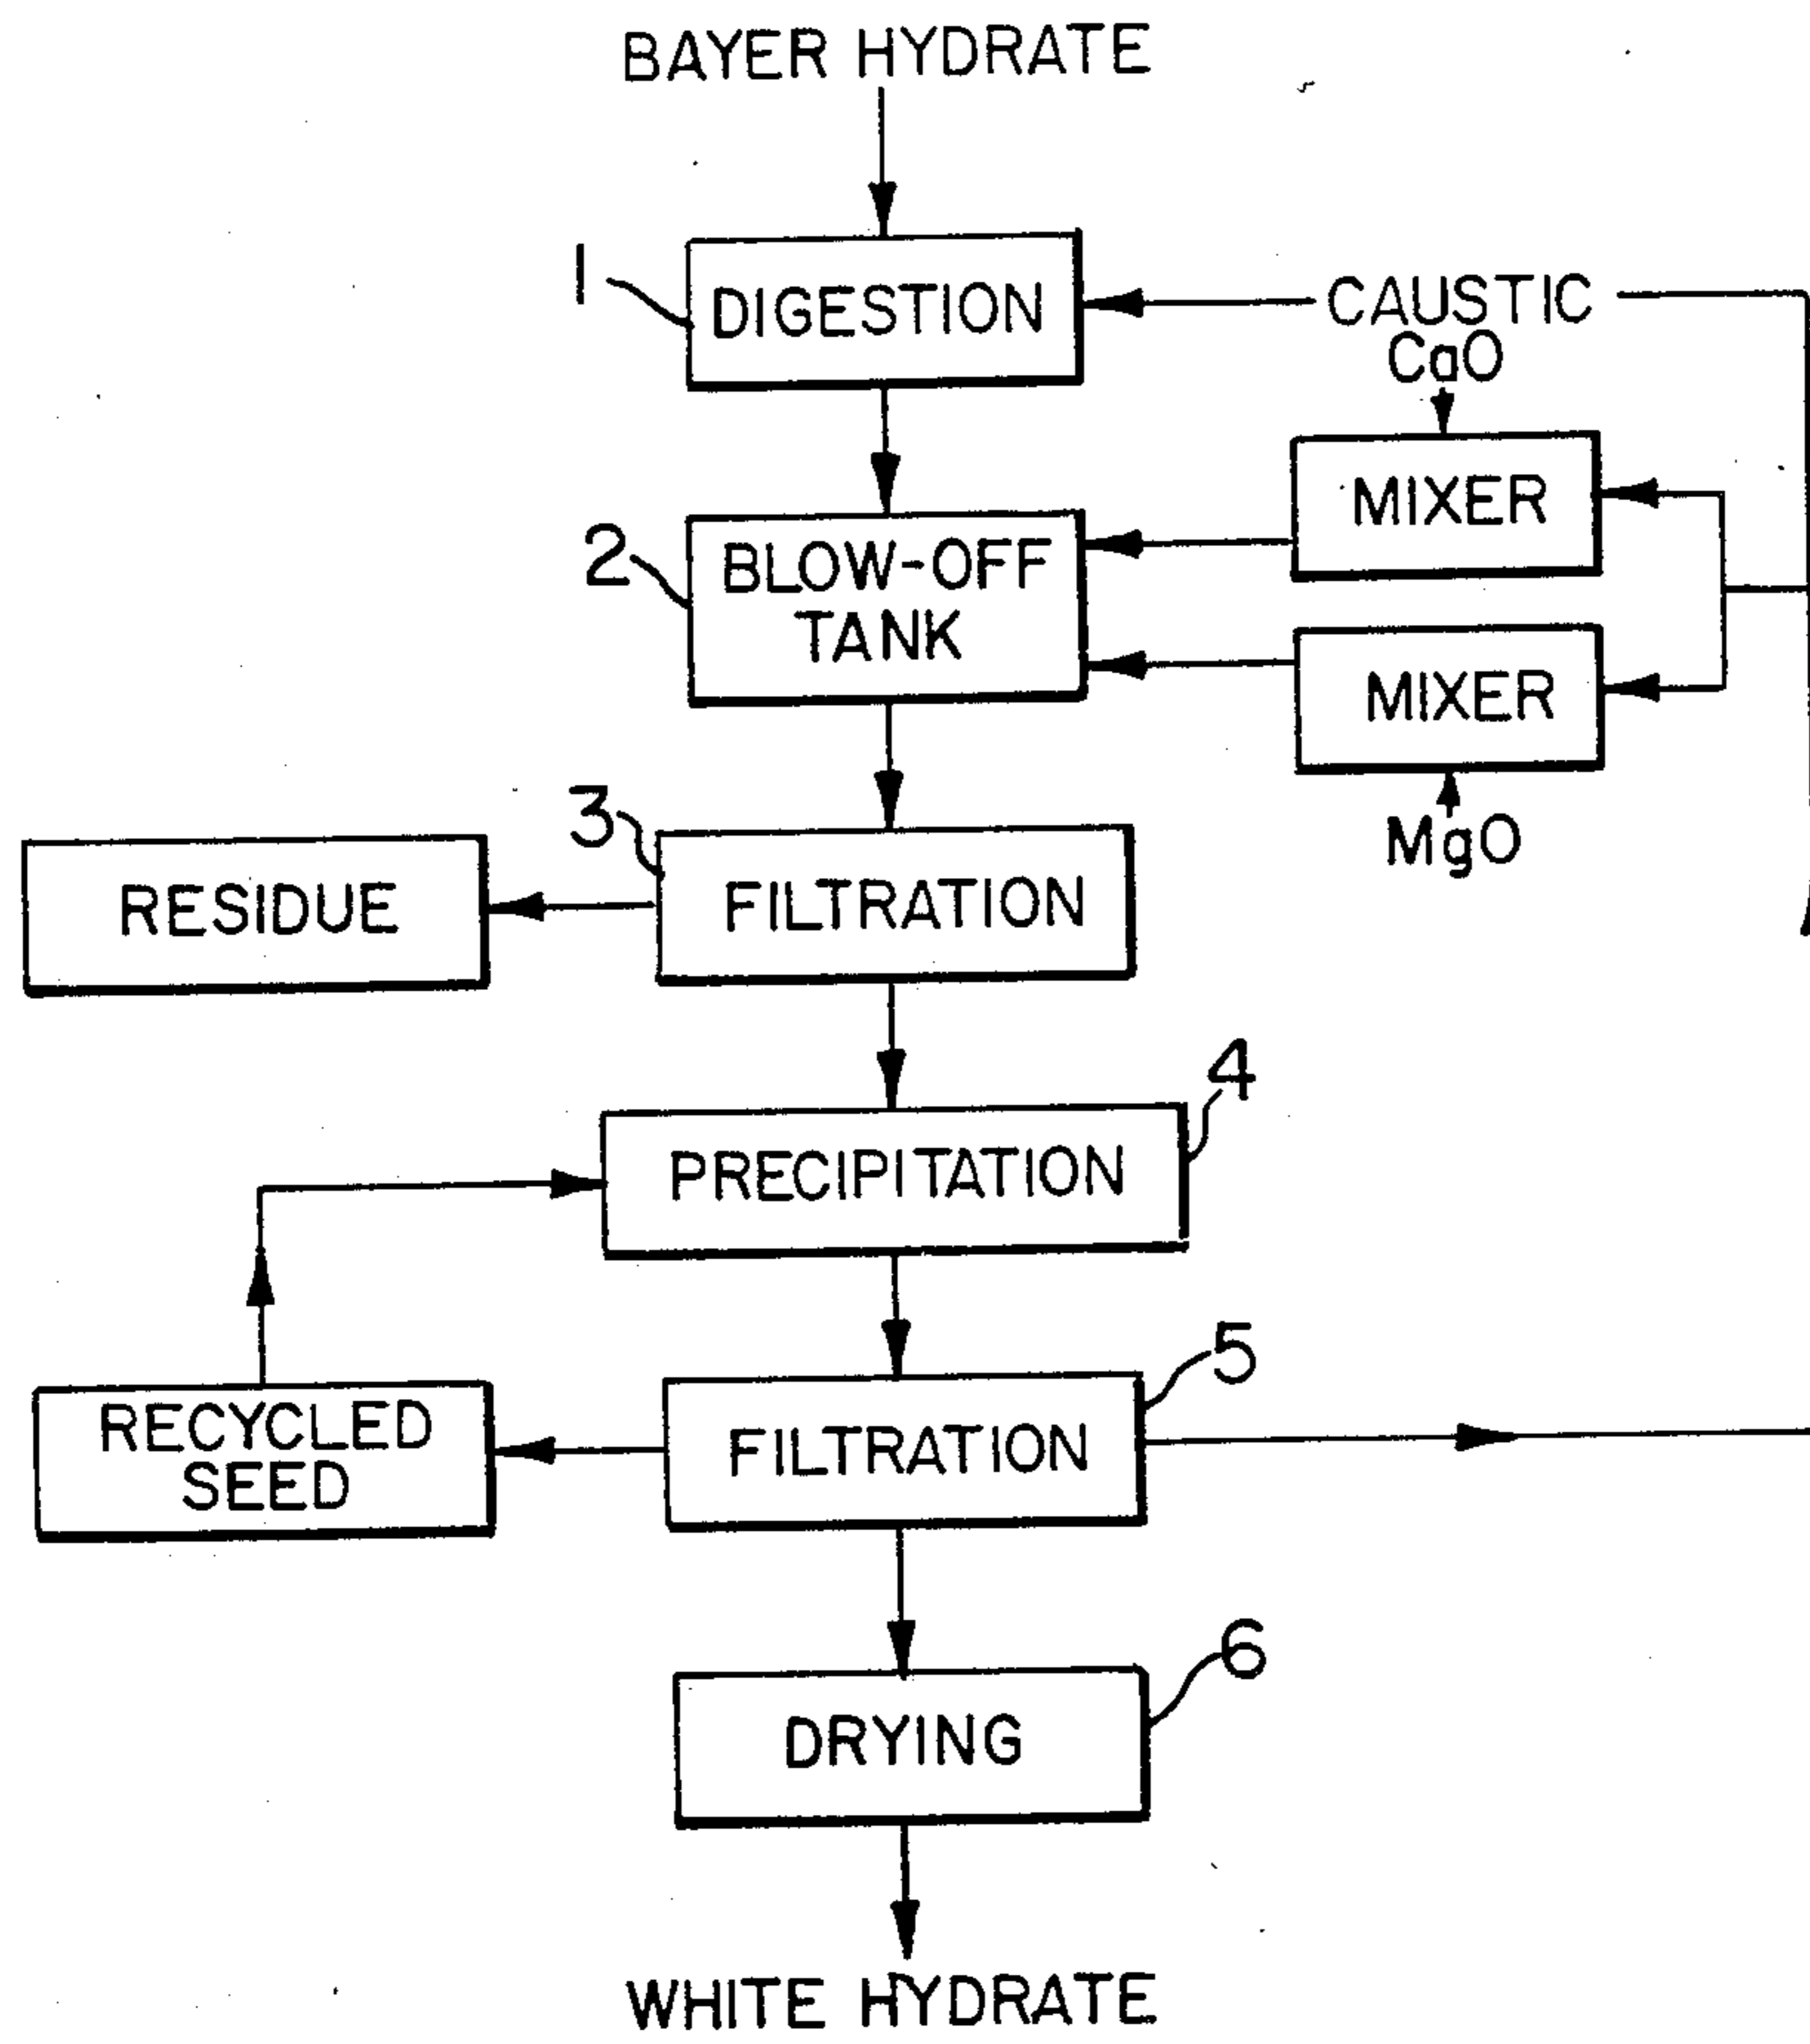 BAYER HYDRATE
1
DIGESTION
CAUSTIC
CaO
MIXER
2
BLOW-OFF
TANK
MIXER
MgO
3
RESIDUE
FILTRATION
4
PRECIPITATION
5
RECYCLED
SEED
FILTRATION
6
DRYING
WHITE HYDRATE